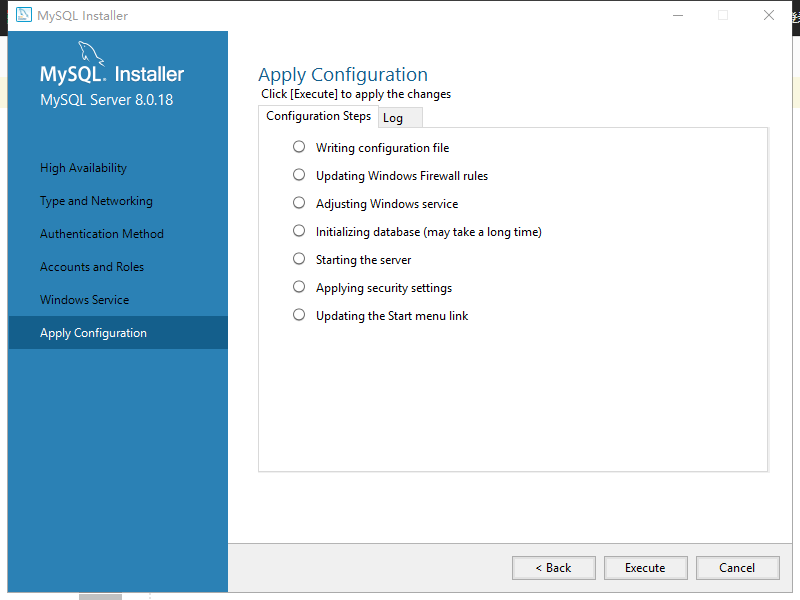 MySQL Installer
MySQL. Installer
MySQL Server 8.0.18
High Availability
Type and Networking
Authentication Method
Accounts and Roles
Windows Service
Apply Configuration
Apply Configuration
Click [Execute] to apply the changes
Configuration Steps
Log
Writing configuration file
Updating Windows Firewall rules
Adjusting Windows service
Initializing database (may take a long time)
Starting the server
Applying security settings
Updating the Start menu link
< Back
Execute
Cancel